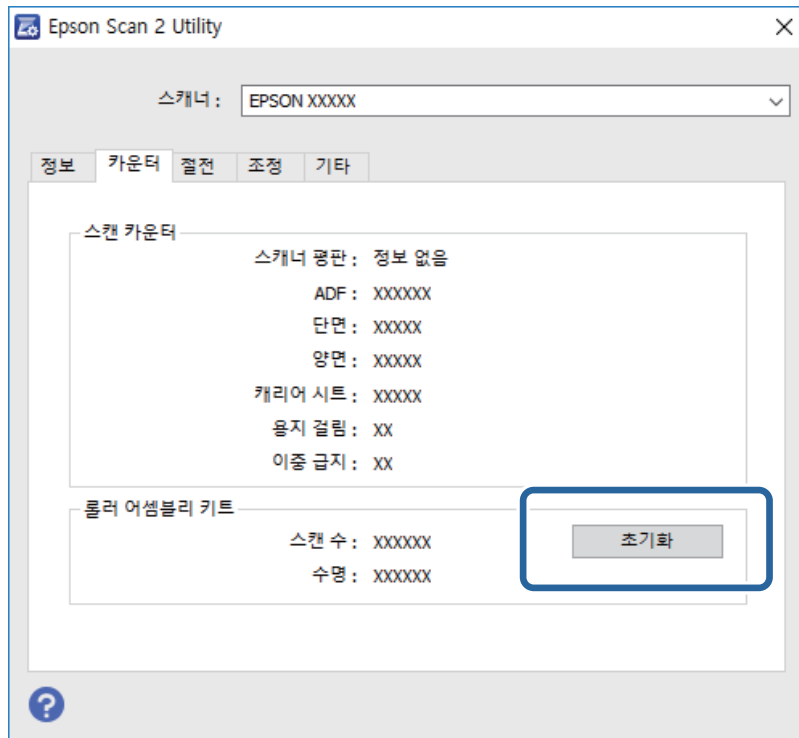 Epson Scan 2 Utility
스캐너 : EPSON XXXXX
정보 카운터 절전 조정 기타
스캔 카운터
스캐너 평판 : 정보 없음
ADF : XXXXXX
단면 : XXXXX
양면 : XXXXX
캐리어 시트 : XXXXX
용지 걸림 : XX
이중 급지 : XX
롤러 어셈블리 키트
스캔 수 : XXXXXX 초기화
수명 : XXXXXX
?